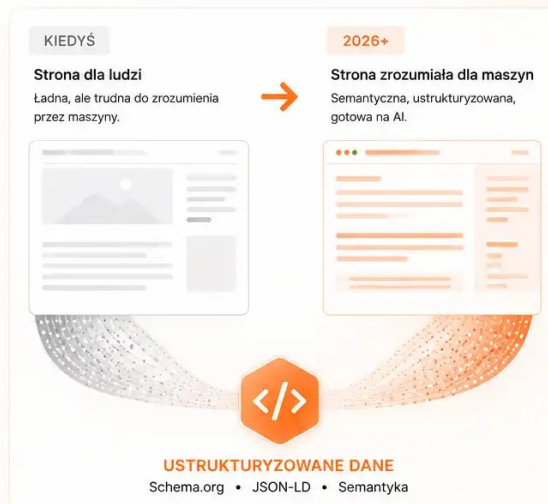 KIEDYŚ
Strona dla ludzi
Ładna, ale trudna do zrozumienia
przez maszyny.
2026+
Strona zrozumiała dla maszyn
Semantyczna, ustrukturyzowana,
gotowa na AI.
</>
USTRUKTURYZOWANE DANE
Schema.org • JSON-LD • Semantyka